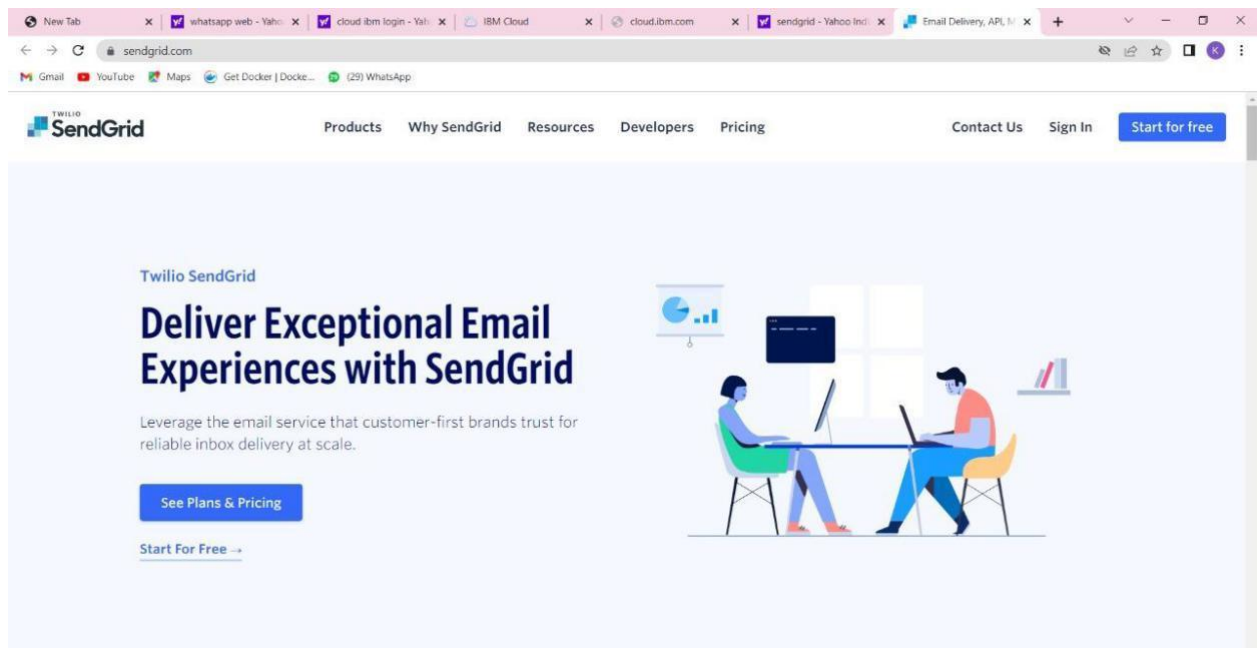 New Tab
whatsapp web - Yaho
cloud ibm login - Yah
IBM Cloud
cloud.ibm.com
sendgrid - Yahoo Indi
Email Delivery, API, M
sendgrid.com
K
Gmail
YouTube
Maps
Get Docker | Docke...
(29) WhatsApp
TWILIO
SendGrid
Products
Why SendGrid
Resources
Developers
Pricing
Contact Us
Sign In
Start for free
Twilio SendGrid
Deliver Exceptional Email
Experiences with SendGrid
Leverage the email service that customer-first brands trust for
reliable inbox delivery at scale.
See Plans & Pricing
Start For Free →